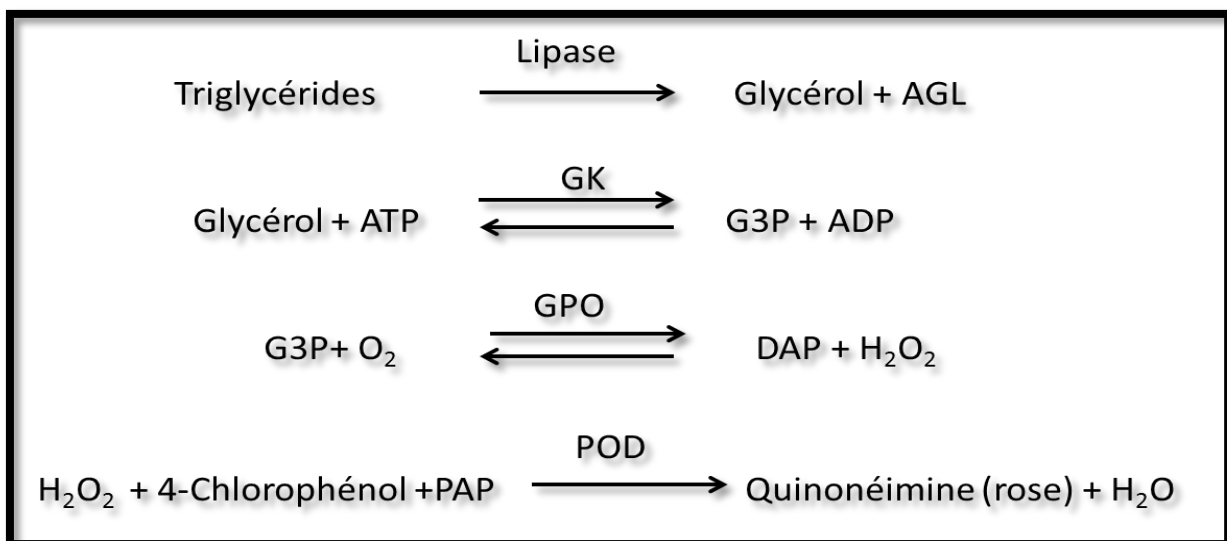 Lipase
Triglycérides Glycérol + AGL
GK
Glycérol + ATP G3P + ADP
GPO
G3P+ O₂ DAP + H₂O₂
POD
H₂O₂ + 4-Chlorophénol +PAP Quinonéimine (rose) + H₂O